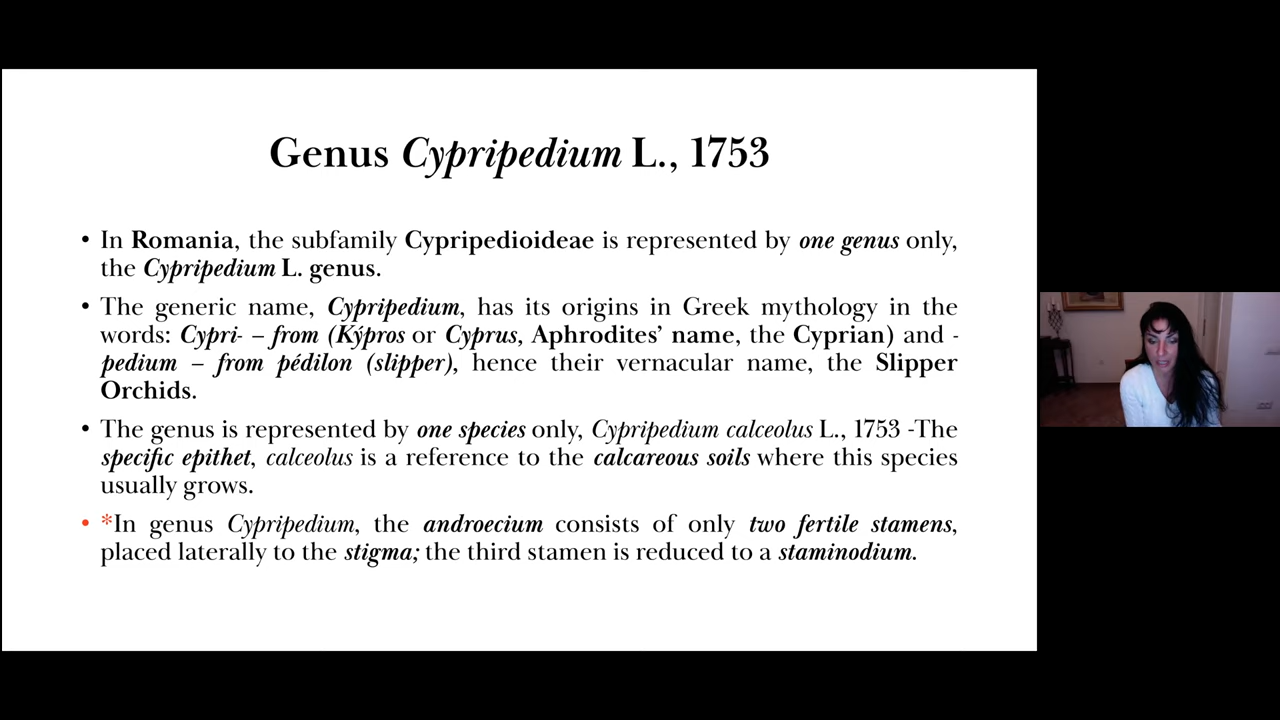 Genus Cypripedium L., 1753
• In Romania, the subfamily Cypripedioideae is represented by one genus only,
the Cypripedium L. genus.
• The generic name, Cypripedium, has its origins in Greek mythology in the
words: Cypri- – from (Kýpros or Cyprus, Aphrodites’ name, the Cyprian) and -
pedium – from pédilon (slipper), hence their vernacular name, the Slipper
Orchids.
• The genus is represented by one species only, Cypripedium calceolus L., 1753 -The
specific epithet, calceolus is a reference to the calcareous soils where this species
usually grows.
• *In genus Cypripedium, the androecium consists of only two fertile stamens,
placed laterally to the stigma; the third stamen is reduced to a staminodium.